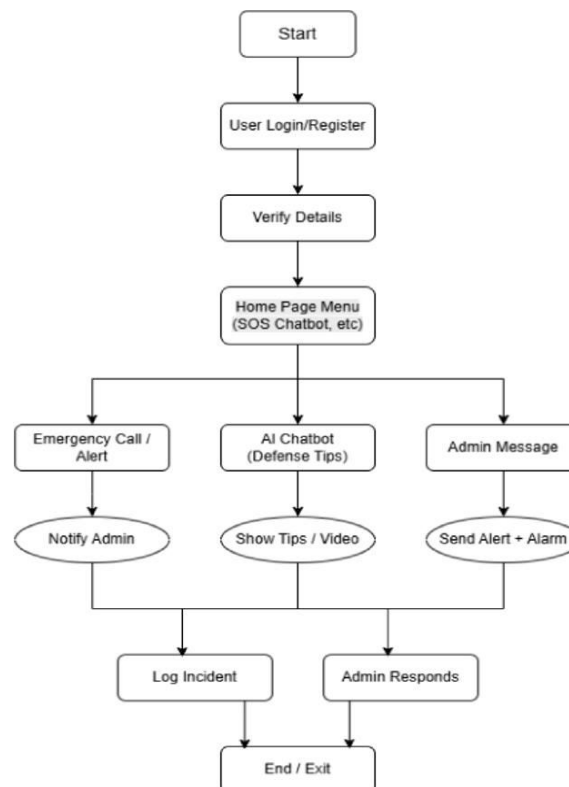 Start
User Login/Register
Verify Details
Home Page Menu
(SOS Chatbot, etc)
Emergency Call /
Alert
AI Chatbot
(Defense Tips)
Admin Message
Notify Admin
Show Tips / Video
Send Alert + Alarm
Log Incident
Admin Responds
End / Exit